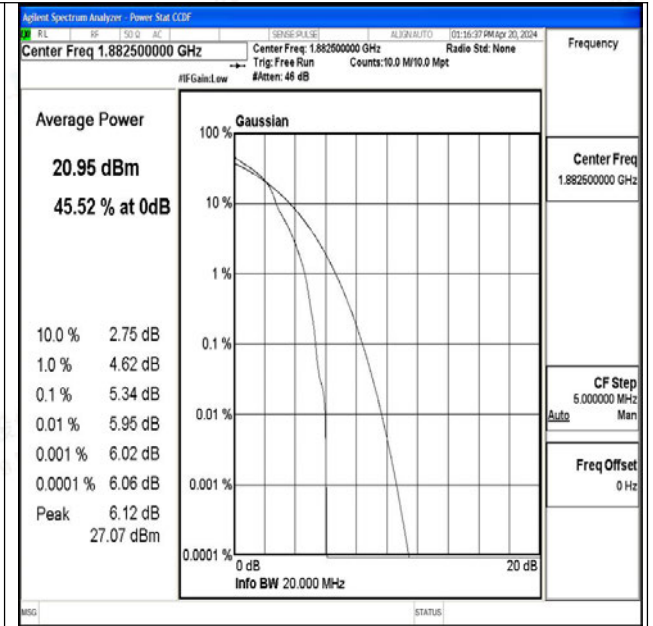 Agilent Spectrum Analyzer - Power Stat CCDF
RL RF 50 Ω AC SENSE:PULSE ALIGN AUTO 01:16:37 PM Apr 20, 2024
Center Freq 1.882500000 GHz
Center Freq: 1.882500000 GHz Radio Std: None
Trig: Free Run Counts:10.0 M/10.0 Mpt
#IFGain:Low #Atten: 46 dB
Frequency
Average Power
20.95 dBm
45.52 % at 0dB
10.0 % 2.75 dB
1.0 % 4.62 dB
0.1 % 5.34 dB
0.01 % 5.95 dB
0.001 % 6.02 dB
0.0001 % 6.06 dB
Peak 6.12 dB
27.07 dBm
Gaussian
100 %
10 %
1 %
0.1 %
0.01 %
0.001 %
0.0001 %
0 dB 20 dB
Info BW 20.000 MHz
Center Freq
1.882500000 GHz
CF Step
5.000000 MHz
Auto Man
Freq Offset
0 Hz
MSG STATUS